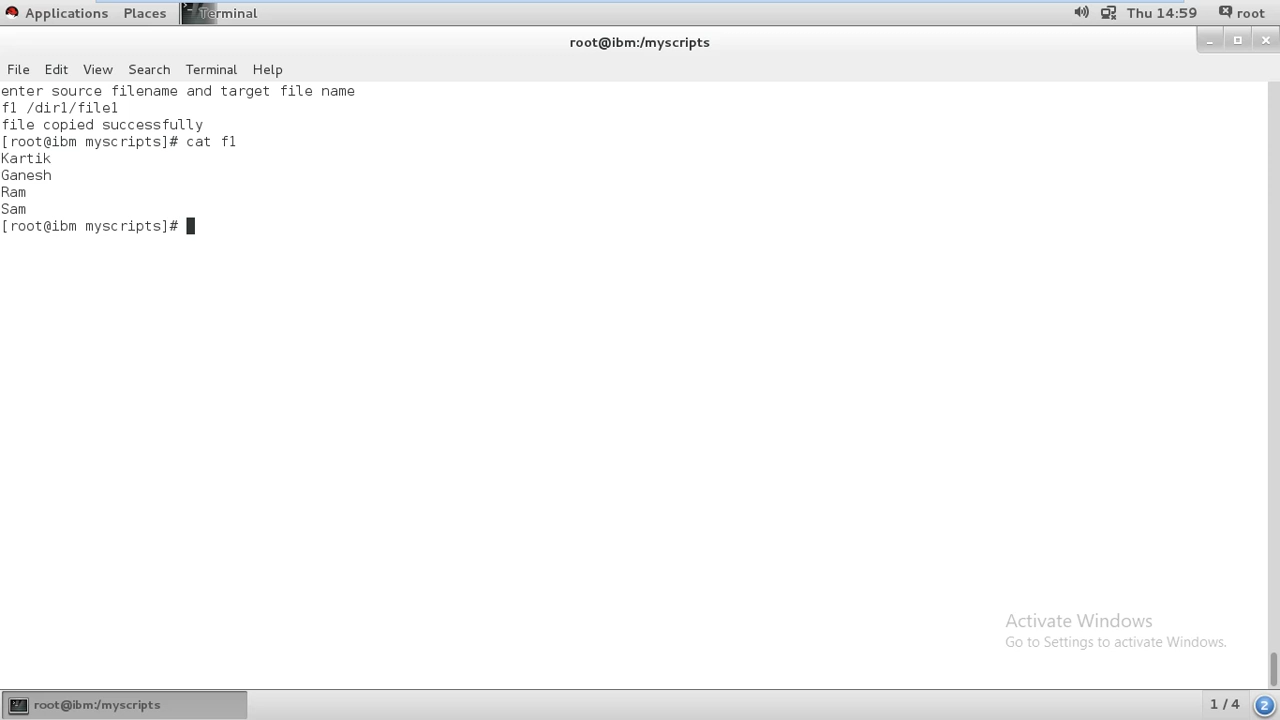 Applications Places Terminal Thu 14:59 root
root@ibm:/myscripts
File Edit View Search Terminal Help
enter source filename and target file name
f1 /dir1/file1
file copied successfully
[root@ibm myscripts]# cat f1
Kartik
Ganesh
Ram
Sam
[root@ibm myscripts]#
Activate Windows
Go to Settings to activate Windows.
root@ibm:/myscripts 1 / 4 2